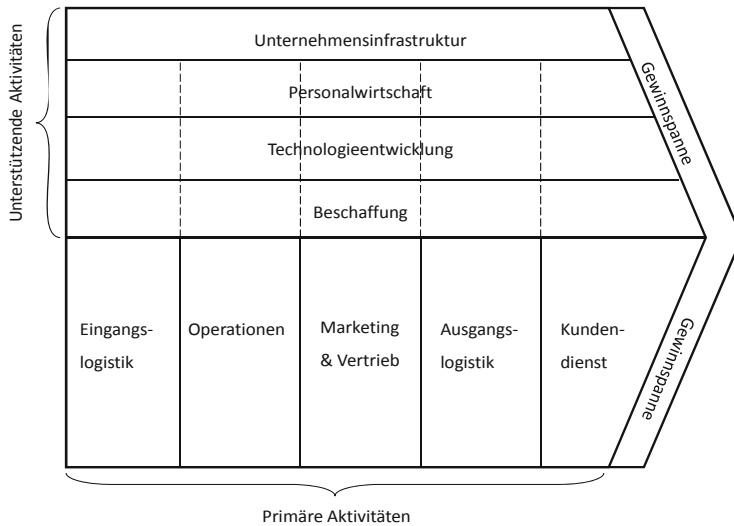 Unterstützende Aktivitäten
Unternehmensinfrastruktur
Personalwirtschaft
Technologieentwicklung
Beschaffung
Gewinnspanne
Eingangs-
logistik
Operationen
Marketing
& Vertrieb
Ausgangs-
logistik
Kunden-
dienst
Gewinnspanne
Primäre Aktivitäten